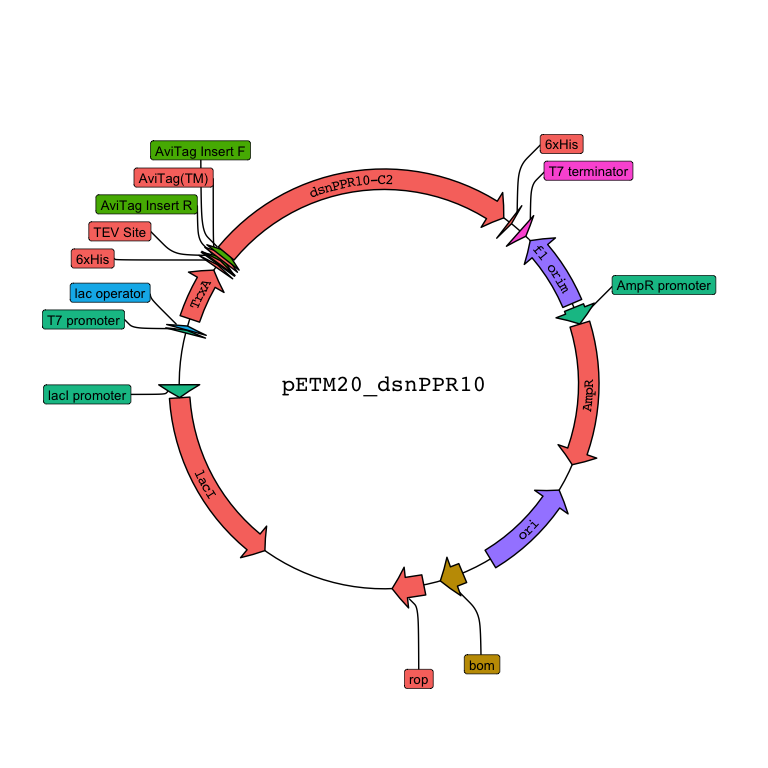 AviTag Insert F
AviTag(TM)
AviTag Insert R
TEV Site
6xHis
lac operator
T7 promoter
lacI promoter
TrxA
dsnPPR10-C2
6xHis
T7 terminator
f1 orim
AmpR promoter
AmpR
pETM20_dsnPPR10
lacI
ori
bom
rop